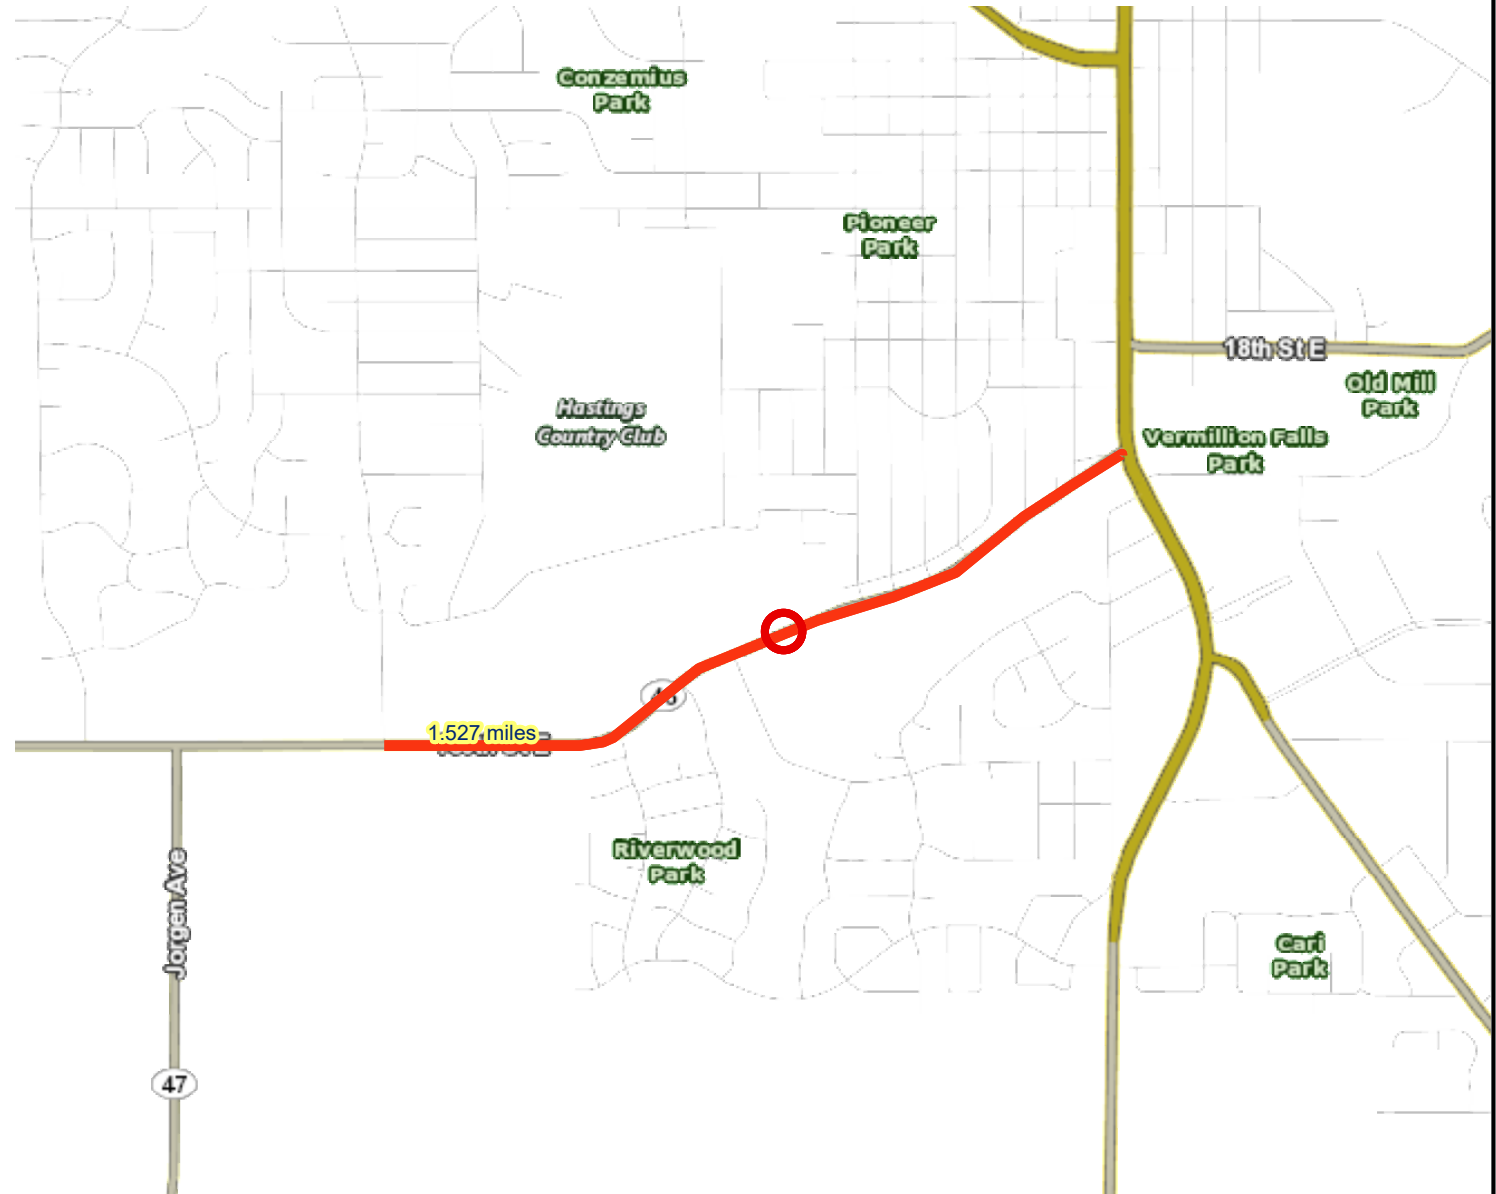 Conzemius
Park
Pioneer
Park
18th St E
Old Mill
Park
Hastings
Country Club
Vermillion Falls
Park
1.527 miles
Riverwood
Park
Jorgen Ave
Cari
Park
47